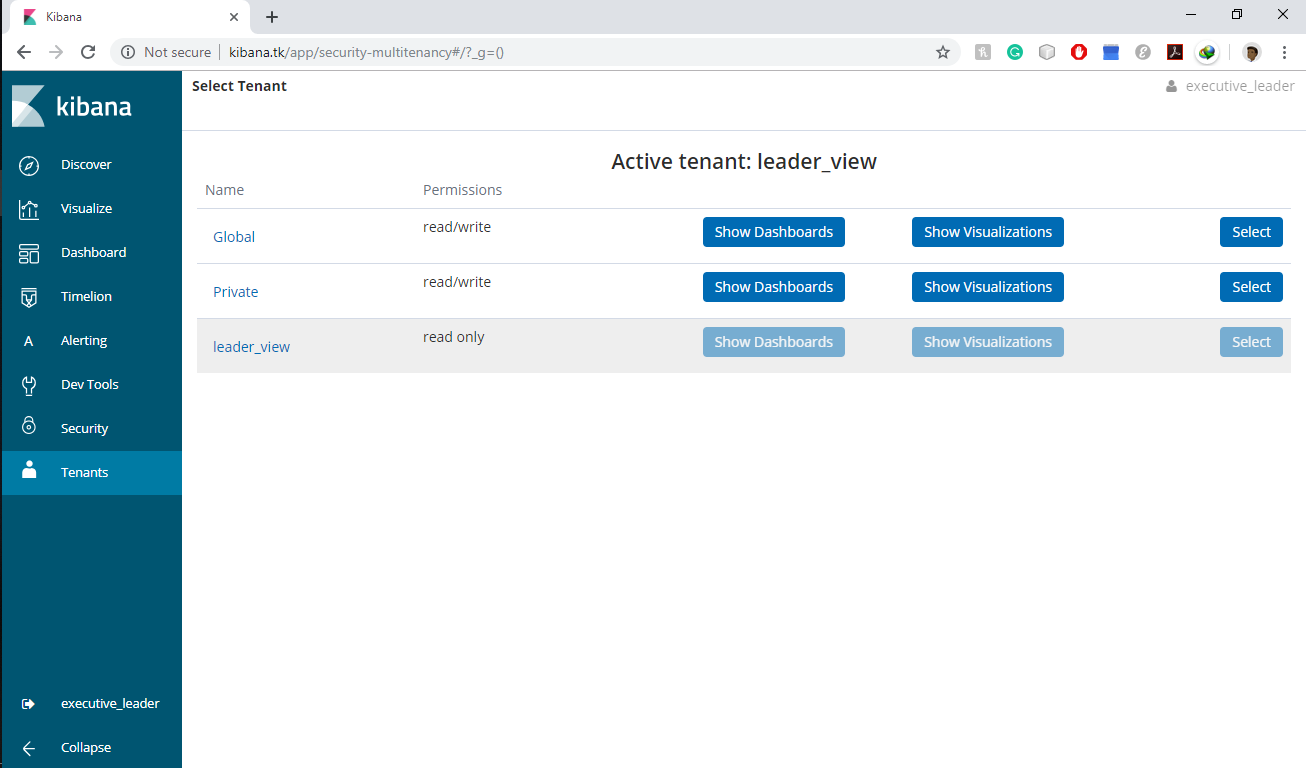 Kibana
Not secure kibana.tk/app/security-multitenancy#/?_g=()
kibana
Discover
Visualize
Dashboard
Timelion
A Alerting
Dev Tools
Security
Tenants
executive_leader
Collapse
Select Tenant
executive_leader
Active tenant: leader_view
Name Permissions
Global read/write Show Dashboards Show Visualizations Select
Private read/write Show Dashboards Show Visualizations Select
leader_view read only Show Dashboards Show Visualizations Select